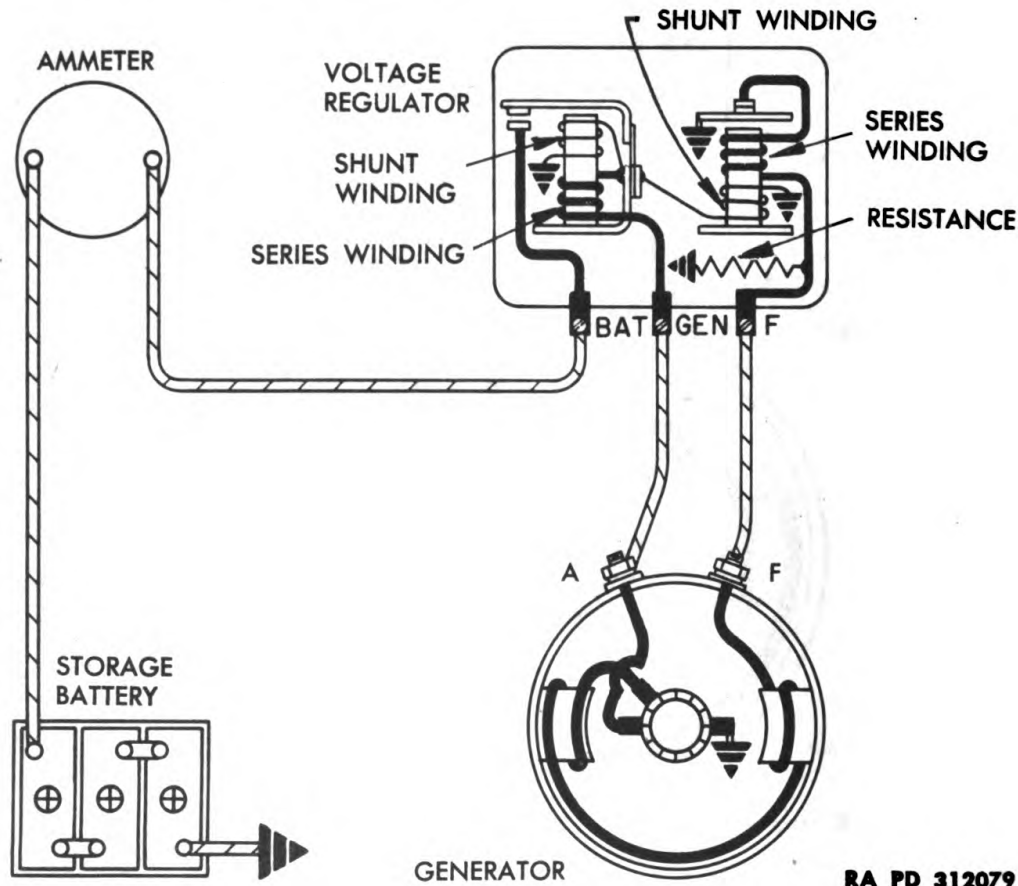 SHUNT WINDING
AMMETER
VOLTAGE
REGULATOR
SERIES
WINDING
SHUNT
WINDING
RESISTANCE
SERIES WINDING
BAT GEN F
A
F
STORAGE
BATTERY
GENERATOR
RA PD 312079